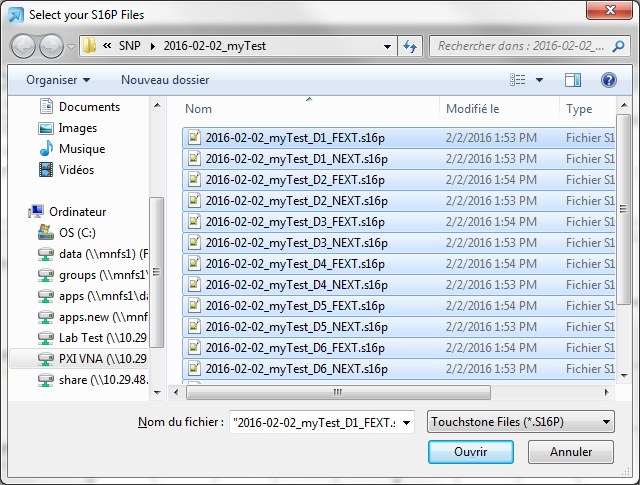 Select your S16P Files
« SNP 2016-02-02_myTest
Rechercher dans : 2016-02-02_...
Organiser Nouveau dossier
Nom Modifié le Type
Documents
Images
Musique
Vidéos
Ordinateur
OS (C:)
data (\\mnfs1) (F
groups (\\mnfs1\
apps (\\mnfs1\da
apps.new (\\mnf
Lab Test (\\10.29
PXI VNA (\\10.29
share (\\10.29.48.
2016-02-02_myTest_D1_FEXT.s16p 2/2/2016 1:53 PM Fichier S1
2016-02-02_myTest_D1_NEXT.s16p 2/2/2016 1:53 PM Fichier S1
2016-02-02_myTest_D2_FEXT.s16p 2/2/2016 1:54 PM Fichier S1
2016-02-02_myTest_D2_NEXT.s16p 2/2/2016 1:53 PM Fichier S1
2016-02-02_myTest_D3_FEXT.s16p 2/2/2016 1:54 PM Fichier S1
2016-02-02_myTest_D3_NEXT.s16p 2/2/2016 1:53 PM Fichier S1
2016-02-02_myTest_D4_FEXT.s16p 2/2/2016 1:54 PM Fichier S1
2016-02-02_myTest_D4_NEXT.s16p 2/2/2016 1:53 PM Fichier S1
2016-02-02_myTest_D5_FEXT.s16p 2/2/2016 1:54 PM Fichier S1
2016-02-02_myTest_D5_NEXT.s16p 2/2/2016 1:53 PM Fichier S1
2016-02-02_myTest_D6_FEXT.s16p 2/2/2016 1:54 PM Fichier S1
2016-02-02_myTest_D6_NEXT.s16p 2/2/2016 1:53 PM Fichier S1
Nom du fichier : "2016-02-02_myTest_D1_FEXT.s Touchstone Files (*.S16P)
Ouvrir Annuler